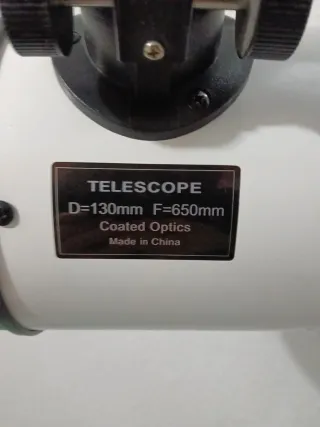 TELESCOPE
D=130mm F=650mm
Coated Optics
Made in China